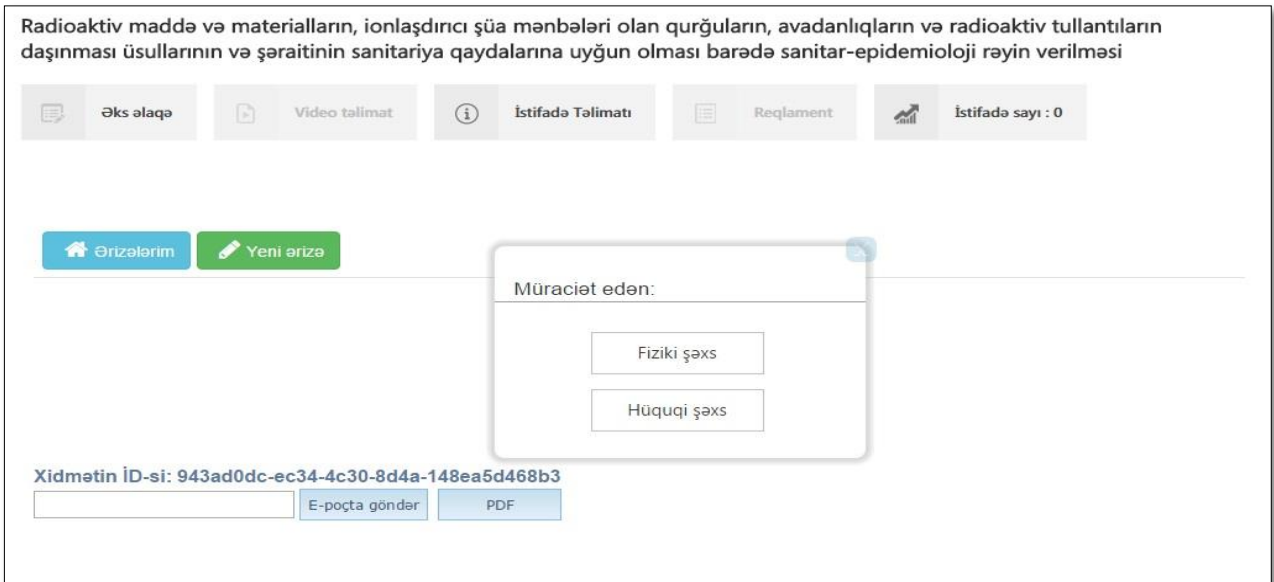 Radioaktiv maddə və materialların, ionlaşdırıcı şüa mənbələri olan qurğuların, avadanlıqların və radioaktiv tullantıların
daşınması üsullarının və şəraitinin sanitariya qaydalarına uyğun olması barədə sanitar-epidemioloji rəyin verilməsi
Əks əlaqə
Video təlimat
İstifadə Təlimatı
Reqlament
İstifadə sayı : 0
Ərizələrim
Yeni ərizə
Müraciət edən:
Fiziki şəxs
Hüquqi şəxs
Xidmətin İD-si: 943ad0dc-ec34-4c30-8d4a-148ea5d468b3
E-poçta göndər
PDF